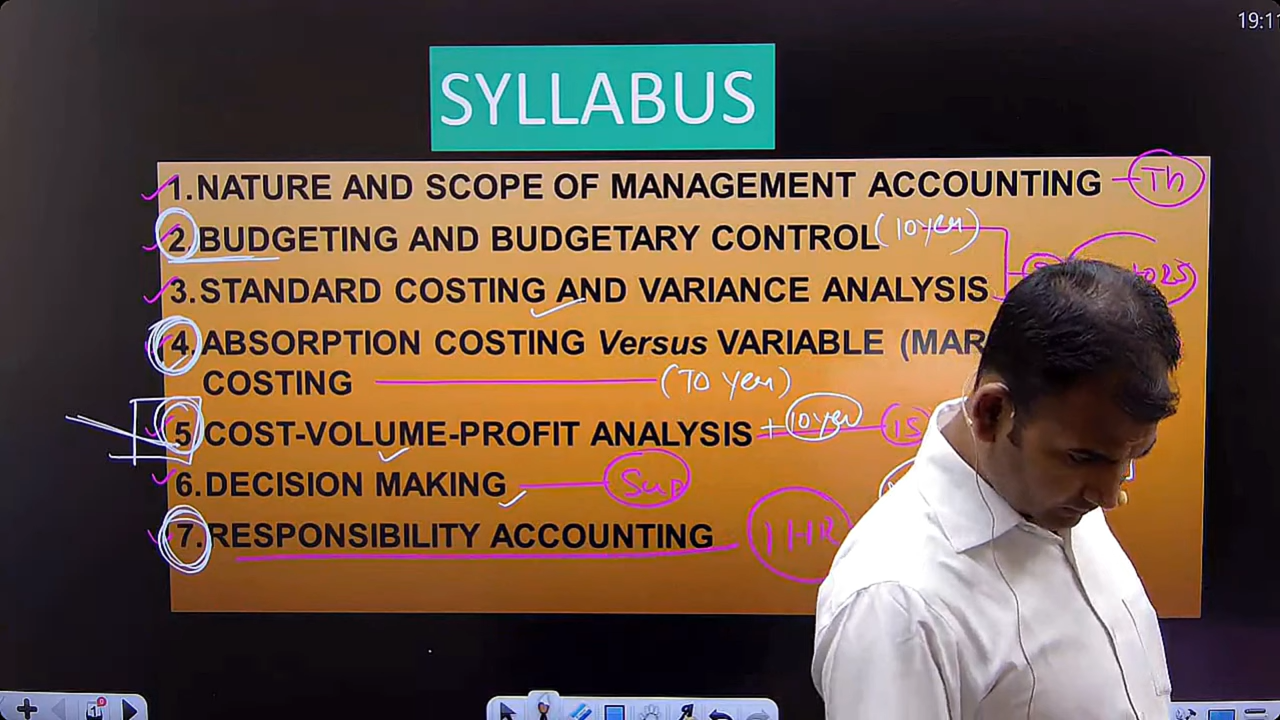 19:11
SYLLABUS
1.NATURE AND SCOPE OF MANAGEMENT ACCOUNTING Th
2.BUDGETING AND BUDGETARY CONTROL (10 year)
3.STANDARD COSTING AND VARIANCE ANALYSIS
4.ABSORPTION COSTING Versus VARIABLE (MAR
COSTING (10 year)
5.COST-VOLUME-PROFIT ANALYSIS + 10 year 15
6.DECISION MAKING Sup
7.RESPONSIBILITY ACCOUNTING 1 HR